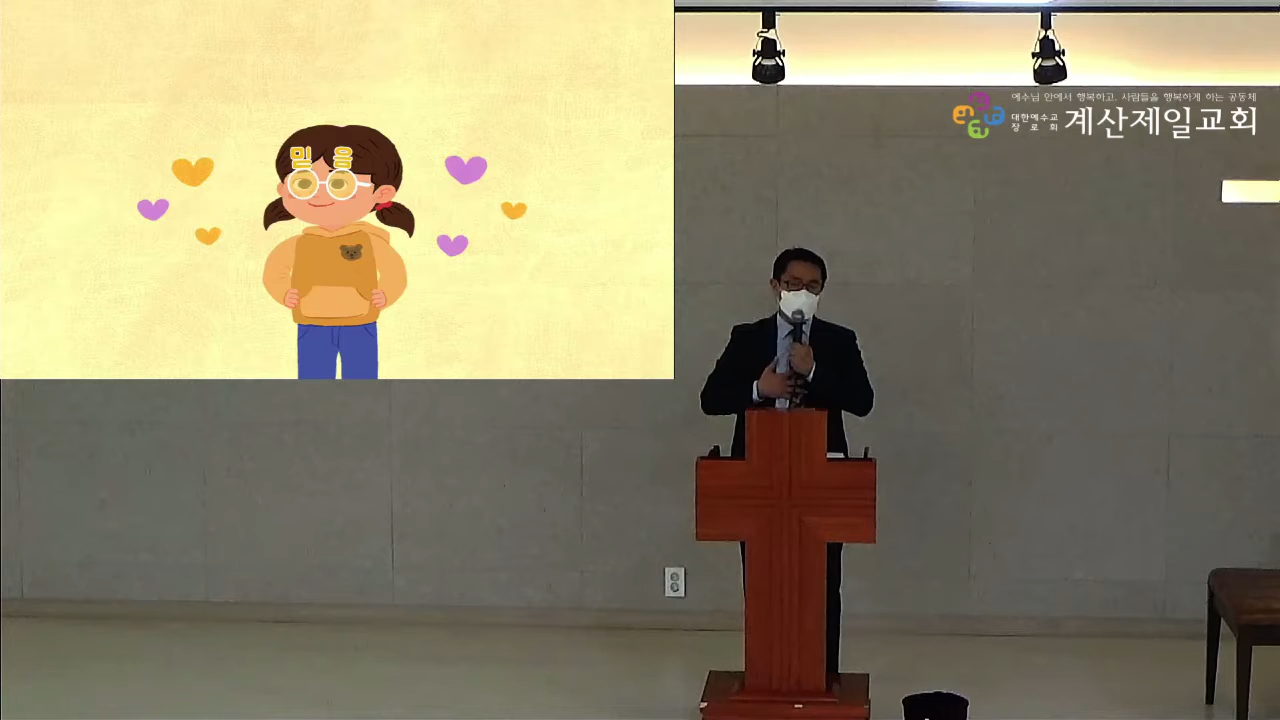 믿음
예수님 안에서 행복하고, 사람들을 행복하게 하는 공동체
대한예수교
장로회
계산제일교회